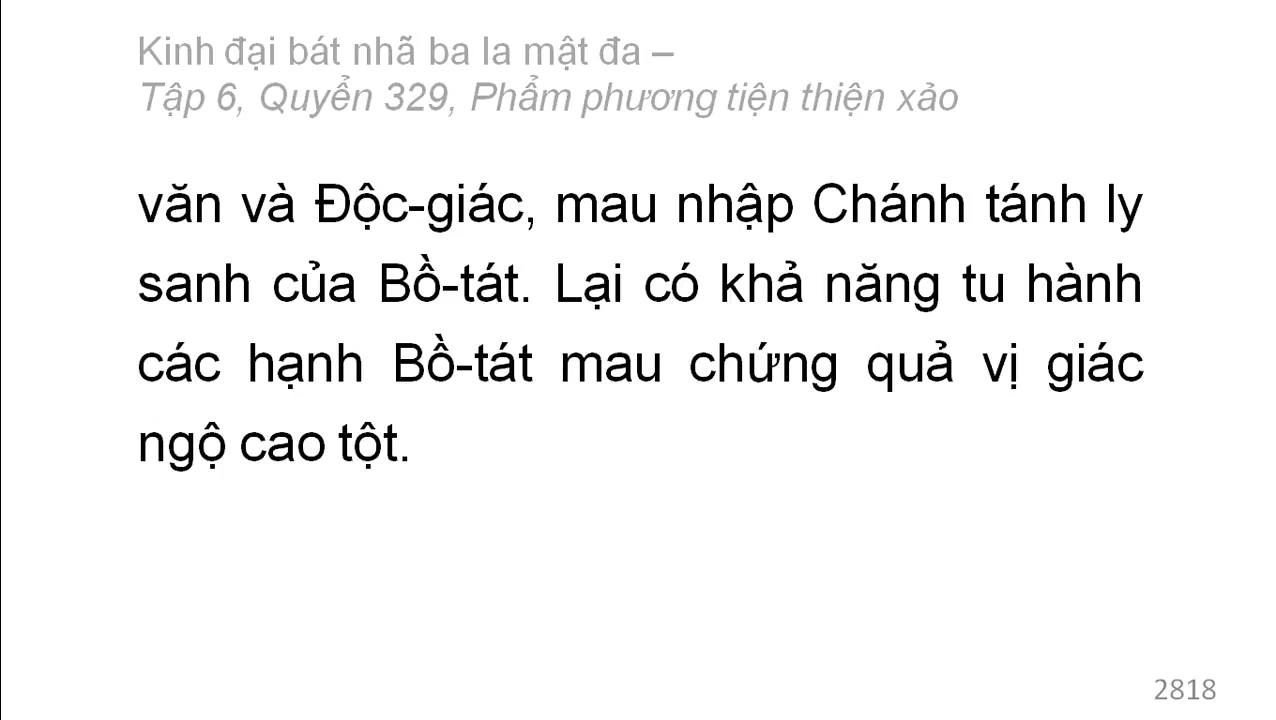 Kinh đại bát nhã ba la mật đa –
Tập 6, Quyển 329, Phẩm phương tiện thiện xảo
văn và Độc-giác, mau nhập Chánh tánh ly
sanh của Bồ-tát. Lại có khả năng tu hành
các hạnh Bồ-tát mau chứng quả vị giác
ngộ cao tột.
2818